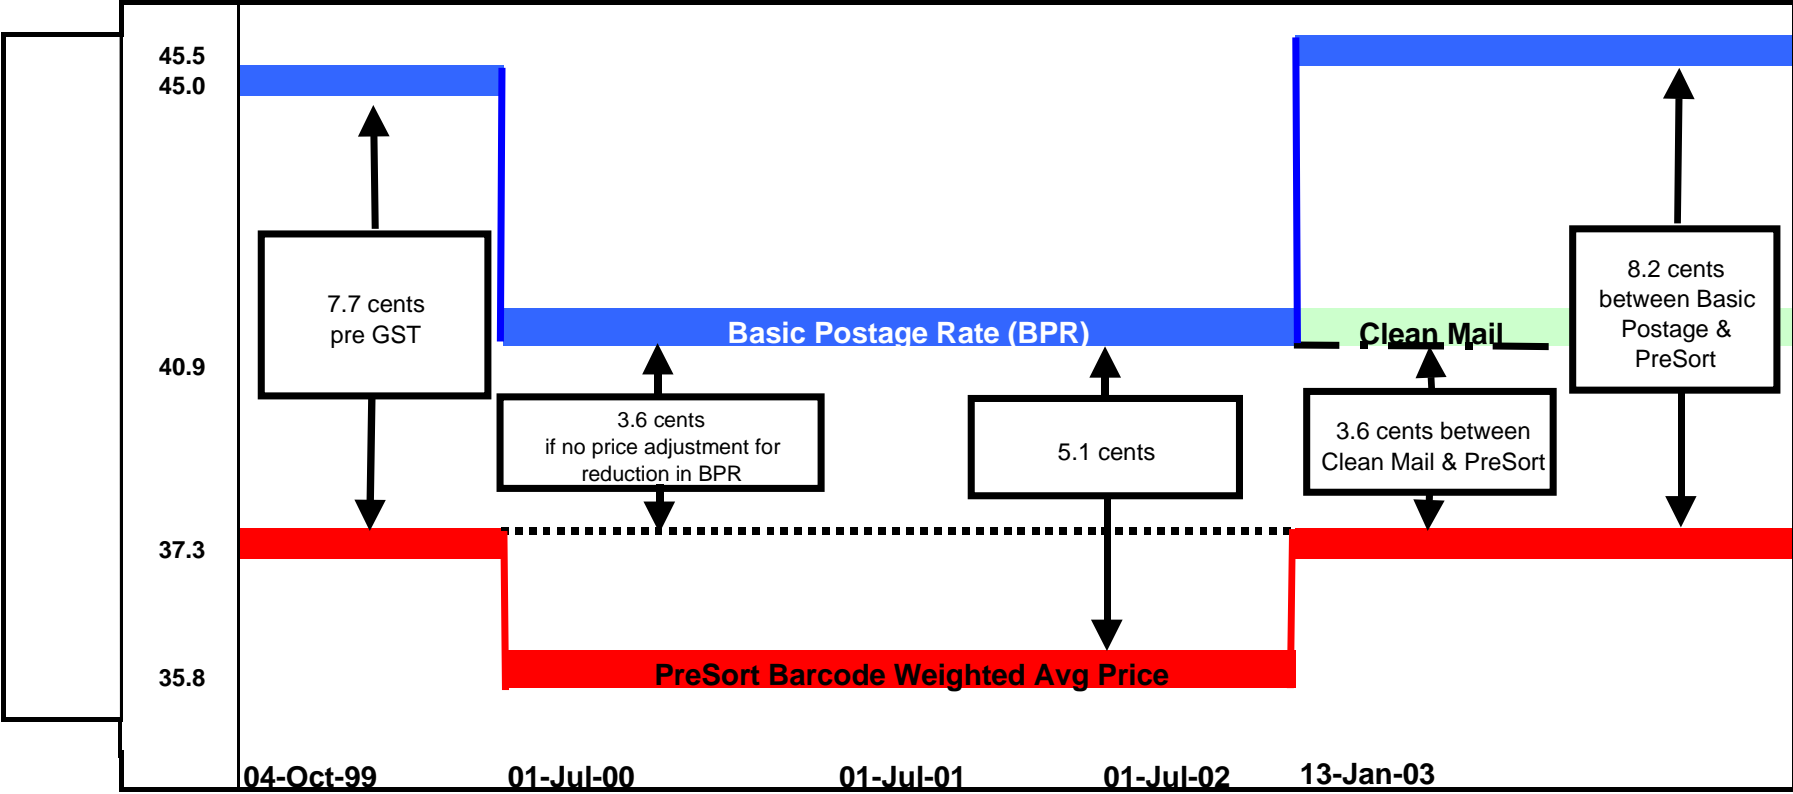 45.5
45.0
7.7 cents
pre GST
8.2 cents
between Basic
Postage &
PreSort
Basic Postage Rate (BPR)
Clean Mail
40.9
3.6 cents
if no price adjustment for
reduction in BPR
5.1 cents
3.6 cents between
Clean Mail & PreSort
37.3
35.8
PreSort Barcode Weighted Avg Price
04-Oct-99
01-Jul-00
01-Jul-01
01-Jul-02
13-Jan-03